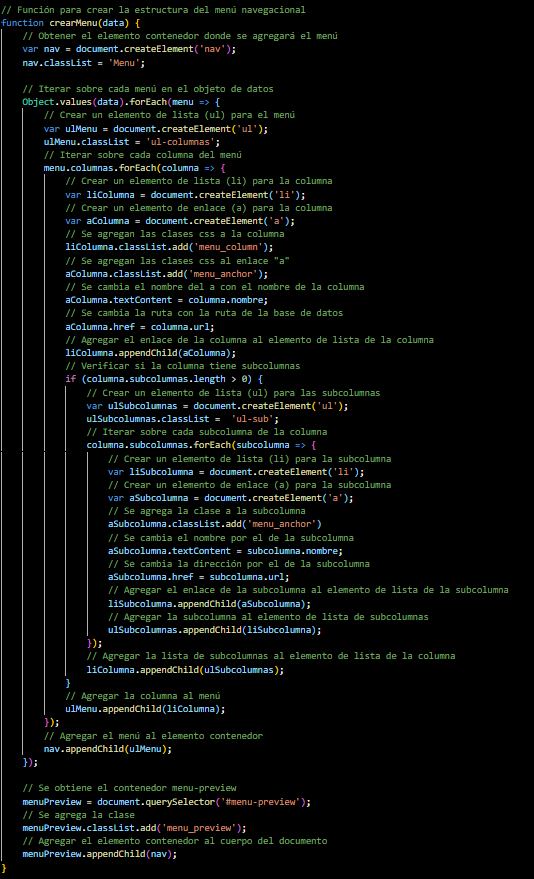 // Función para crear la estructura del menú navegacional
function crearMenu(data) {
// Obtener el elemento contenedor donde se agregará el menú
var nav = document.createElement('nav');
nav.classList = 'Menu';
// Iterar sobre cada menú en el objeto de datos
Object.values(data).forEach(menu => {
// Crear un elemento de lista (ul) para el menú
var ulMenu = document.createElement('ul');
ulMenu.classList = 'ul-columnas';
// Iterar sobre cada columna del menú
menu.columnas.forEach(columna => {
// Crear un elemento de lista (li) para la columna
var liColumna = document.createElement('li');
// Crear un elemento de enlace (a) para la columna
var aColumna = document.createElement('a');
// Se agregan las clases css a la columna
liColumna.classList.add('menu_column');
// Se agregan las clases css al enlace "a"
aColumna.classList.add('menu_anchor');
// Se cambia el nombre del a con el nombre de la columna
aColumna.textContent = columna.nombre;
// Se cambia la ruta con la ruta de la base de datos
aColumna.href = columna.url;
// Agregar el enlace de la columna al elemento de lista de la columna
liColumna.appendChild(aColumna);
// Verificar si la columna tiene subcolumnas
if (columna.subcolumnas.length > 0) {
// Crear un elemento de lista (ul) para las subcolumnas
var ulSubcolumnas = document.createElement('ul');
ulSubcolumnas.classList =  'ul-sub';
// Iterar sobre cada subcolumna de la columna
columna.subcolumnas.forEach(subcolumna => {
// Crear un elemento de lista (li) para la subcolumna
var liSubcolumna = document.createElement('li');
// Crear un elemento de enlace (a) para la subcolumna
var aSubcolumna = document.createElement('a');
// Se agrega la clase a la subcolumna
aSubcolumna.classList.add('menu_anchor')
// Se cambia el nombre por el de la subcolumna
aSubcolumna.textContent = subcolumna.nombre;
// Se cambia la dirección por el de la subcolumna
aSubcolumna.href = subcolumna.url;
// Agregar el enlace de la subcolumna al elemento de lista de la subcolumna
liSubcolumna.appendChild(aSubcolumna);
// Agregar la subcolumna al elemento de lista de subcolumnas
ulSubcolumnas.appendChild(liSubcolumna);
});
// Agregar la lista de subcolumnas al elemento de lista de la columna
liColumna.appendChild(ulSubcolumnas);
}
// Agregar la columna al menú
ulMenu.appendChild(liColumna);
});
// Agregar el menú al elemento contenedor
nav.appendChild(ulMenu);
});
// Se obtiene el contenedor menu-preview
menuPreview = document.querySelector('#menu-preview');
// Se agrega la clase
menuPreview.classList.add('menu_preview');
// Agregar el elemento contenedor al cuerpo del documento
menuPreview.appendChild(nav);
}